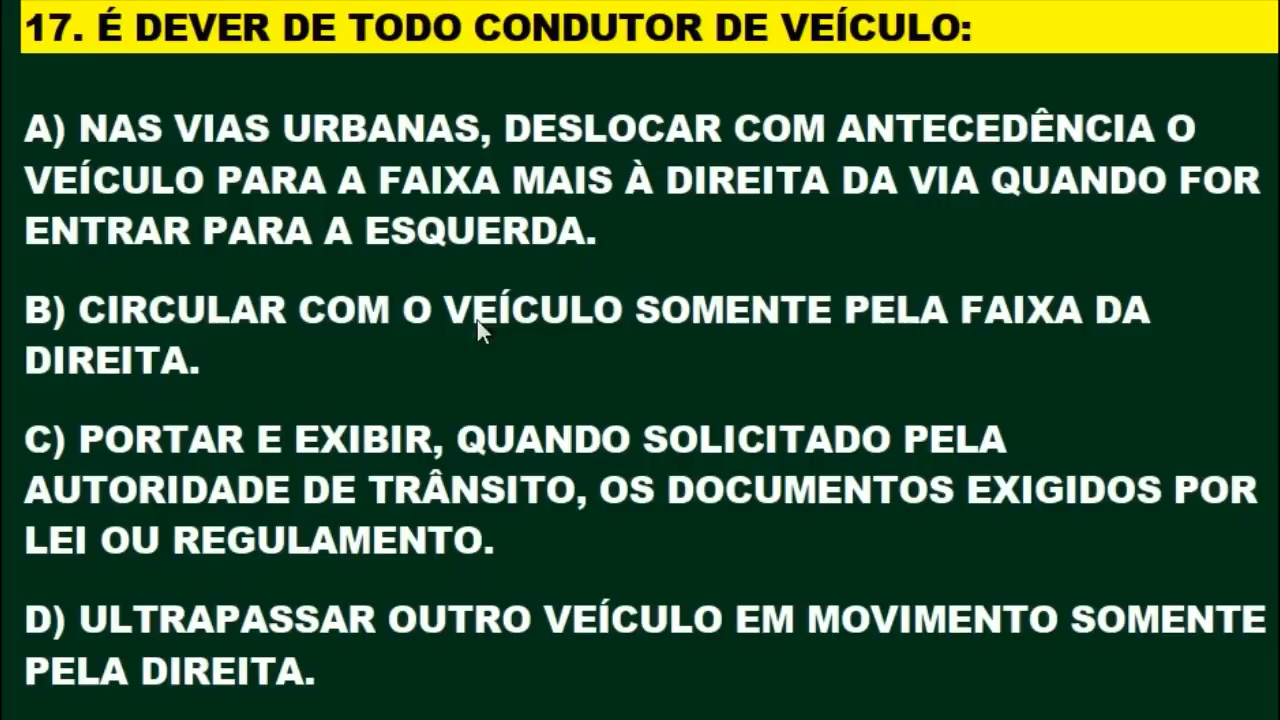 17. É DEVER DE TODO CONDUTOR DE VEÍCULO:
A) NAS VIAS URBANAS, DESLOCAR COM ANTECEDÊNCIA O
VEÍCULO PARA A FAIXA MAIS À DIREITA DA VIA QUANDO FOR
ENTRAR PARA A ESQUERDA.
B) CIRCULAR COM O VEÍCULO SOMENTE PELA FAIXA DA
DIREITA.
C) PORTAR E EXIBIR, QUANDO SOLICITADO PELA
AUTORIDADE DE TRÂNSITO, OS DOCUMENTOS EXIGIDOS POR
LEI OU REGULAMENTO.
D) ULTRAPASSAR OUTRO VEÍCULO EM MOVIMENTO SOMENTE
PELA DIREITA.